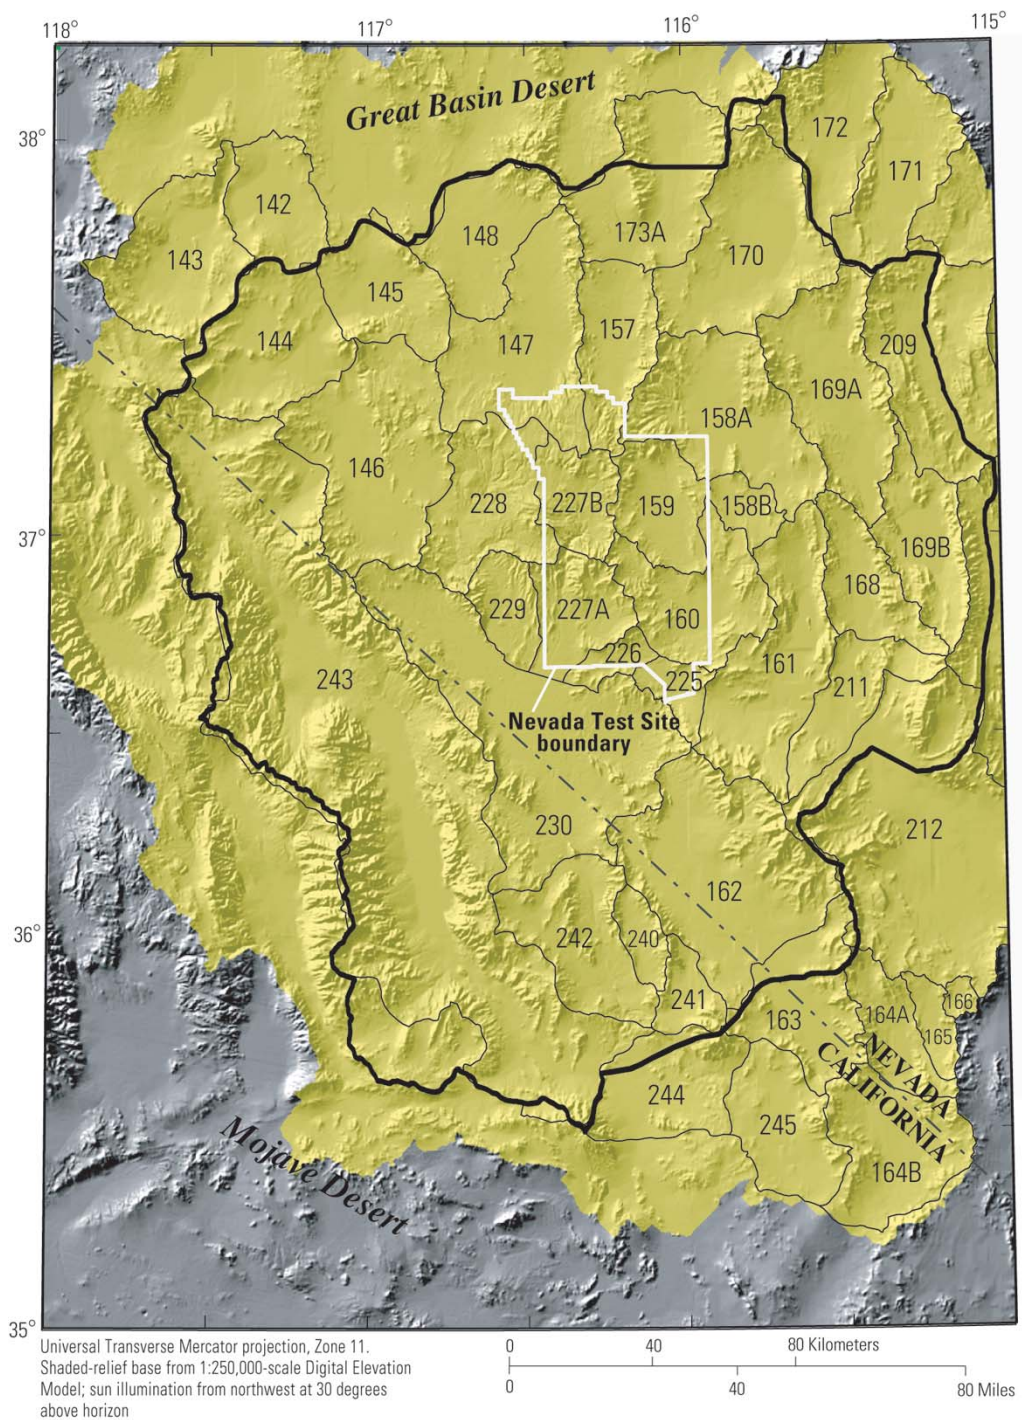 118°
117°
116°
115°
Great Basin Desert
38°
172
171
142
148
173A
143
170
145
144
147
157
209
169A
158A
146
228
227B
159
158B
37°
169B
168
229
227A
160
226
161
243
225
211
Nevada Test Site
boundary
230
212
162
36°
242
240
241
166
164A
163
165
NEVADA
CALIFORNIA
244
245
164B
Mojave Desert
35°
Universal Transverse Mercator projection, Zone 11.
Shaded-relief base from 1:250,000-scale Digital Elevation
Model; sun illumination from northwest at 30 degrees
above horizon
0 40 80 Kilometers
0 40 80 Miles